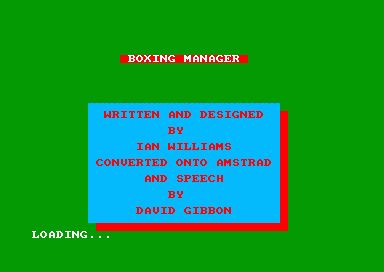 BOXING MANAGER
WRITTEN AND DESIGNED
BY
IAN WILLIAMS
CONVERTED ONTO AMSTRAD
AND SPEECH
BY
DAVID GIBBON
LOADING...